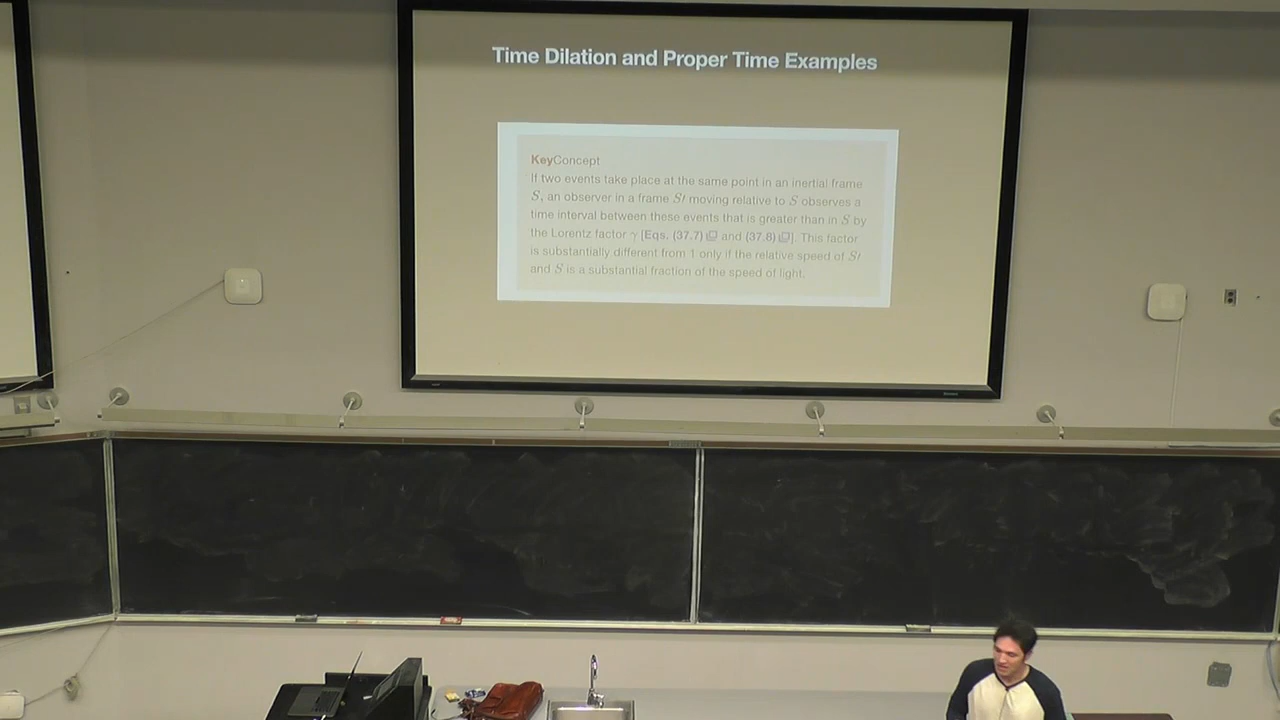 Time Dilation and Proper Time Examples
KeyConcept
If two events take place at the same point in an inertial frame
S, an observer in a frame S′ moving relative to S observes a
time interval between these events that is greater than in S by
the Lorentz factor γ [Eqs. (37.7) and (37.8)]. This factor
is substantially different from 1 only if the relative speed of S′
and S is a substantial fraction of the speed of light.